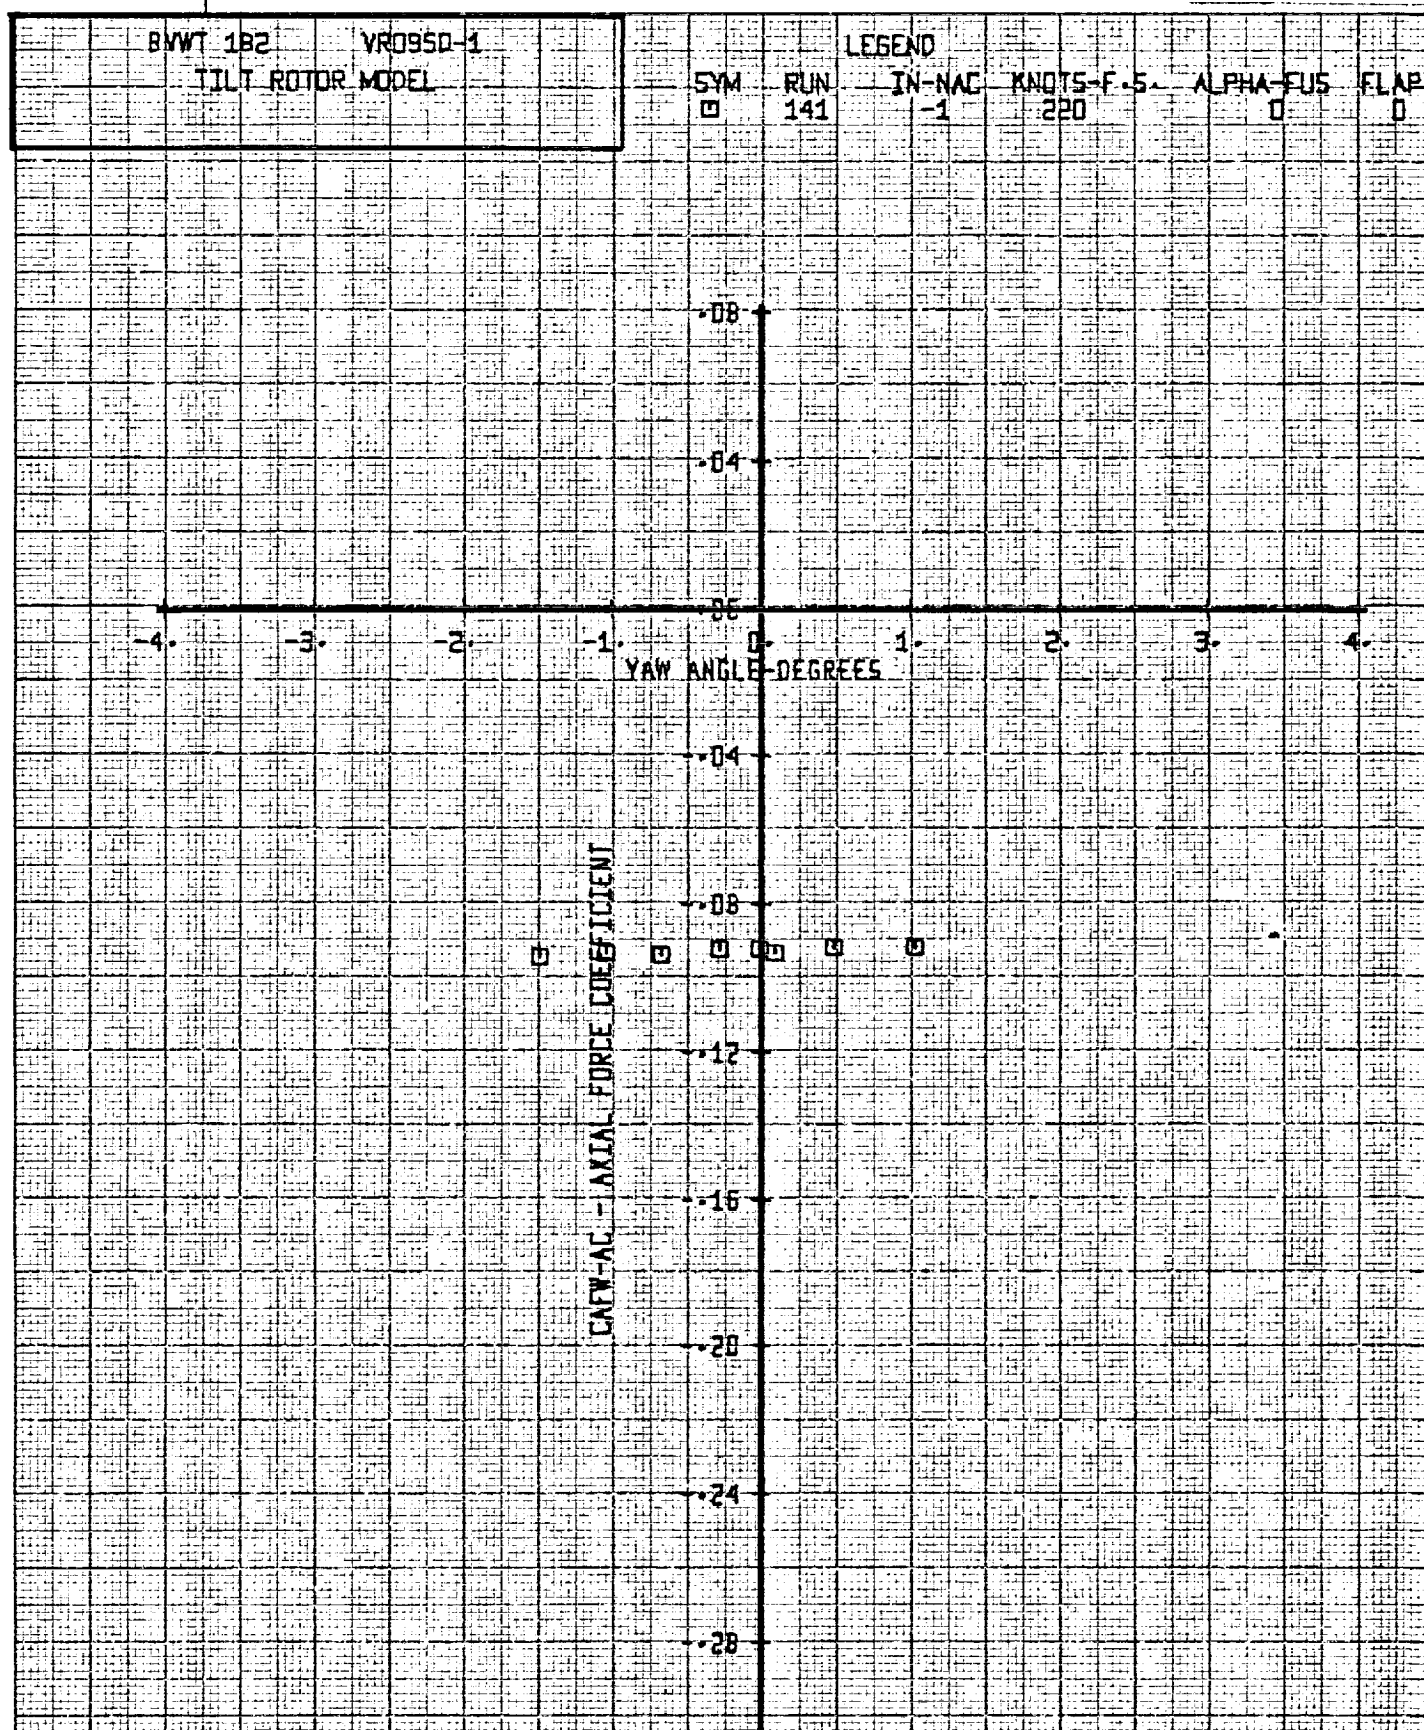 BVWT 182 VR095D-1
TILT ROTOR MODEL
LEGEND
SYM RUN IN-NAC KNOTS-F.S. ALPHA-FUS FLAP
141 -1 220 0 0
.08
.04
-4. -3. -2. -1. 0. 1. 2. 3. 4.
YAW ANGLE-DEGREES
-.04
-.08
-.12
-.16
-.20
-.24
-.28
CAFW-AC - AXIAL FORCE COEFFICIENT